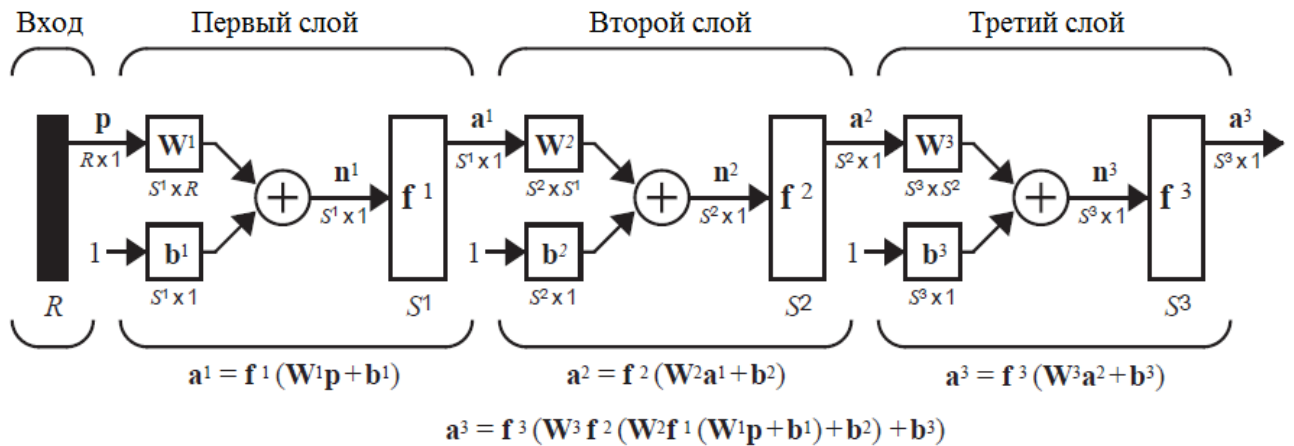 Вход Первый слой Второй слой Третий слой
p a¹ a² a³
W¹ W² W³
R x 1 S¹ x 1 S² x 1 S³ x 1
S¹ x R n¹ S² x S¹ n² S³ x S² n³
+ f ¹ + f ² + f ³
S¹ x 1 S² x 1 S³ x 1
1 b¹ 1 b² 1 b³
S¹ x 1 S² x 1 S³ x 1
R S¹ S² S³
a¹ = f ¹ (W¹p + b¹) a² = f ² (W²a¹ + b²) a³ = f ³ (W³a² + b³)
a³ = f ³ (W³ f ² (W²f ¹ (W¹p + b¹) + b²) + b³)